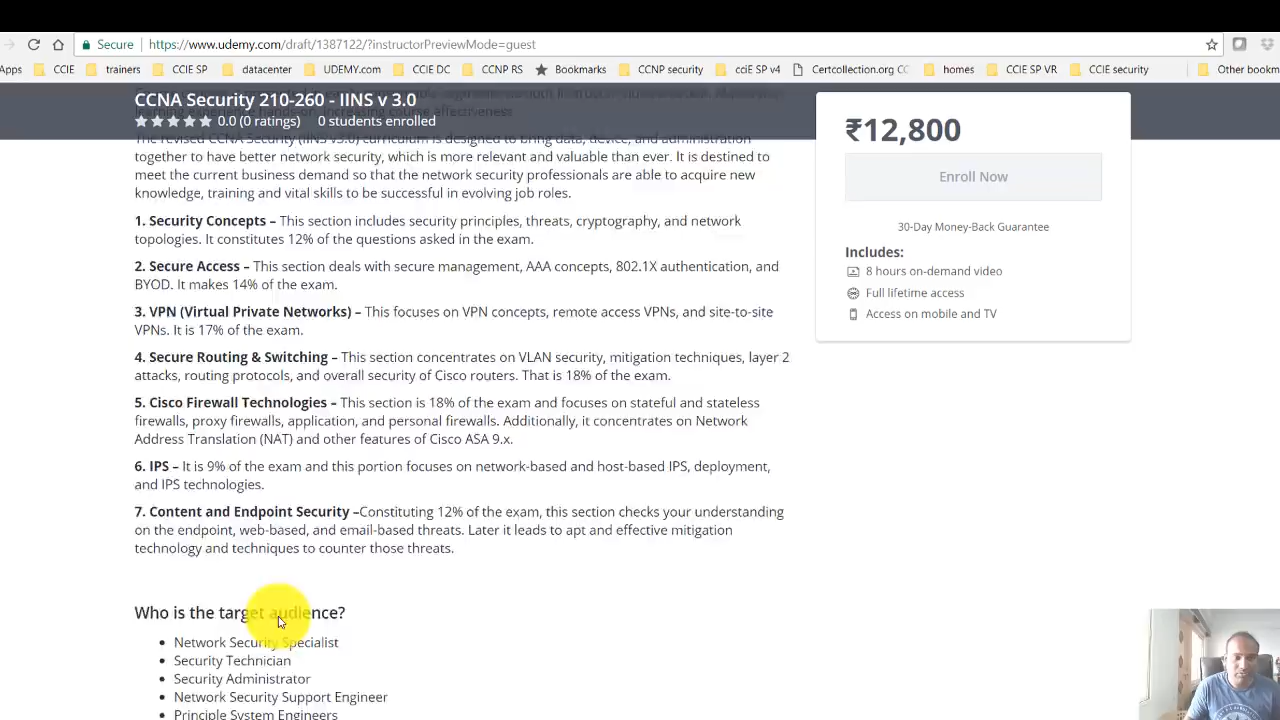 Secure https://www.udemy.com/draft/1387122/?instructorPreviewMode=guest
Apps CCIE trainers CCIE SP datacenter UDEMY.com CCIE DC CCNP RS Bookmarks CCNP security cciE SP v4 Certcollection.org CC homes CCIE SP VR CCIE security Other bookm
CCNA Security 210-260 - IINS v 3.0
0.0 (0 ratings) 0 students enrolled
learning experience hands-on increasing course affectiveness
The revised CCNA Security (IINS v3.0) curriculum is designed to bring data, device, and administration
together to have better network security, which is more relevant and valuable than ever. It is destined to
meet the current business demand so that the network security professionals are able to acquire new
knowledge, training and vital skills to be successful in evolving job roles.
1. Security Concepts – This section includes security principles, threats, cryptography, and network
topologies. It constitutes 12% of the questions asked in the exam.
2. Secure Access – This section deals with secure management, AAA concepts, 802.1X authentication, and
BYOD. It makes 14% of the exam.
3. VPN (Virtual Private Networks) – This focuses on VPN concepts, remote access VPNs, and site-to-site
VPNs. It is 17% of the exam.
4. Secure Routing & Switching – This section concentrates on VLAN security, mitigation techniques, layer 2
attacks, routing protocols, and overall security of Cisco routers. That is 18% of the exam.
5. Cisco Firewall Technologies – This section is 18% of the exam and focuses on stateful and stateless
firewalls, proxy firewalls, application, and personal firewalls. Additionally, it concentrates on Network
Address Translation (NAT) and other features of Cisco ASA 9.x.
6. IPS – It is 9% of the exam and this portion focuses on network-based and host-based IPS, deployment,
and IPS technologies.
7. Content and Endpoint Security –Constituting 12% of the exam, this section checks your understanding
on the endpoint, web-based, and email-based threats. Later it leads to apt and effective mitigation
technology and techniques to counter those threats.
Who is the target audience?
• Network Security Specialist
• Security Technician
• Security Administrator
• Network Security Support Engineer
• Principle System Engineers
₹12,800
Enroll Now
30-Day Money-Back Guarantee
Includes:
8 hours on-demand video
Full lifetime access
Access on mobile and TV